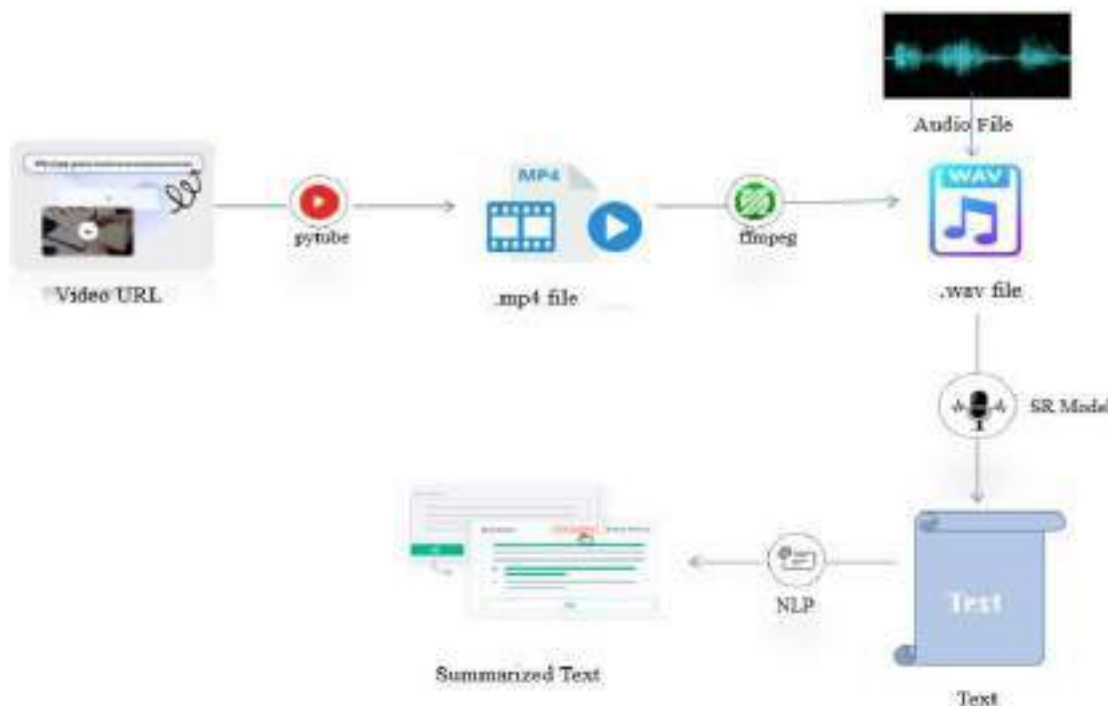 Audio File
MP4
WAV
pytube
ffmpeg
Video URL
.mp4 file
.wav file
SR Model
Text
NLP
Summarized Text
Text